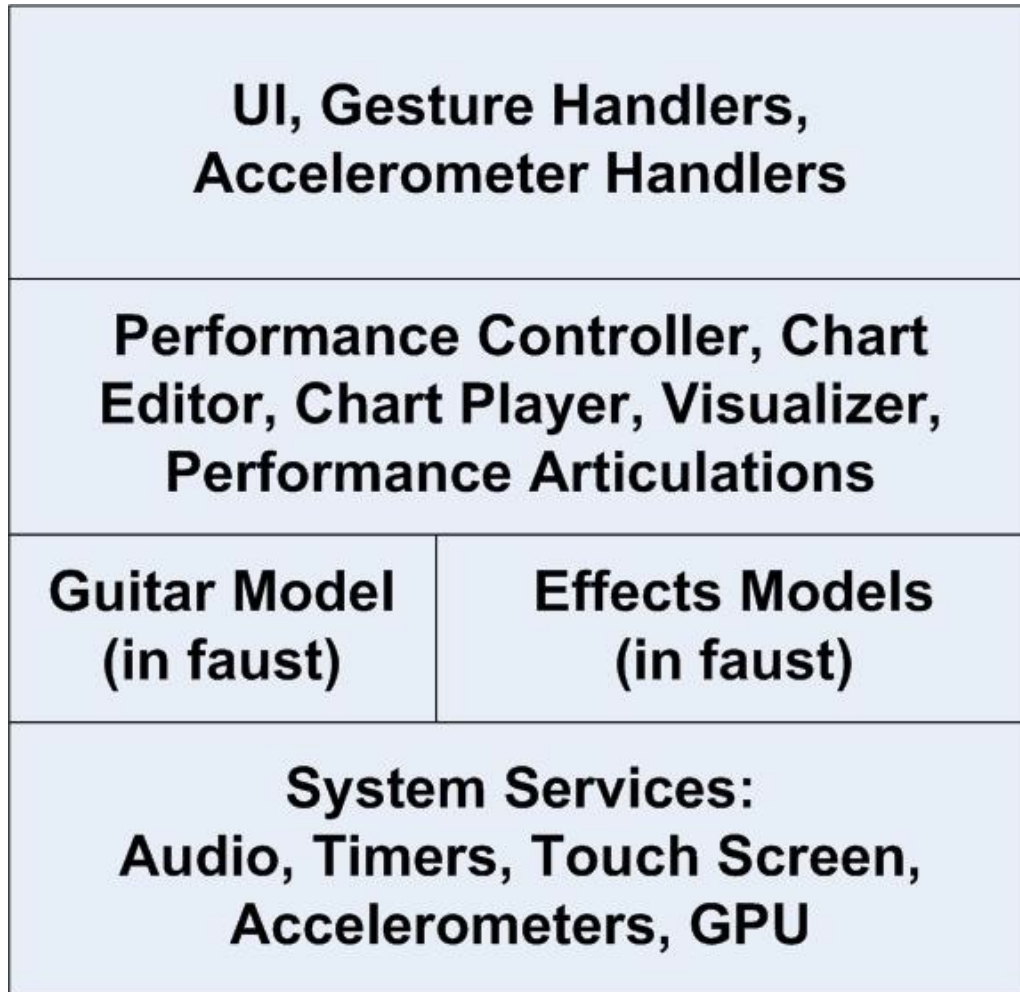 UI, Gesture Handlers,
Accelerometer Handlers
Performance Controller, Chart
Editor, Chart Player, Visualizer,
Performance Articulations
Guitar Model
(in faust)
Effects Models
(in faust)
System Services:
Audio, Timers, Touch Screen,
Accelerometers, GPU